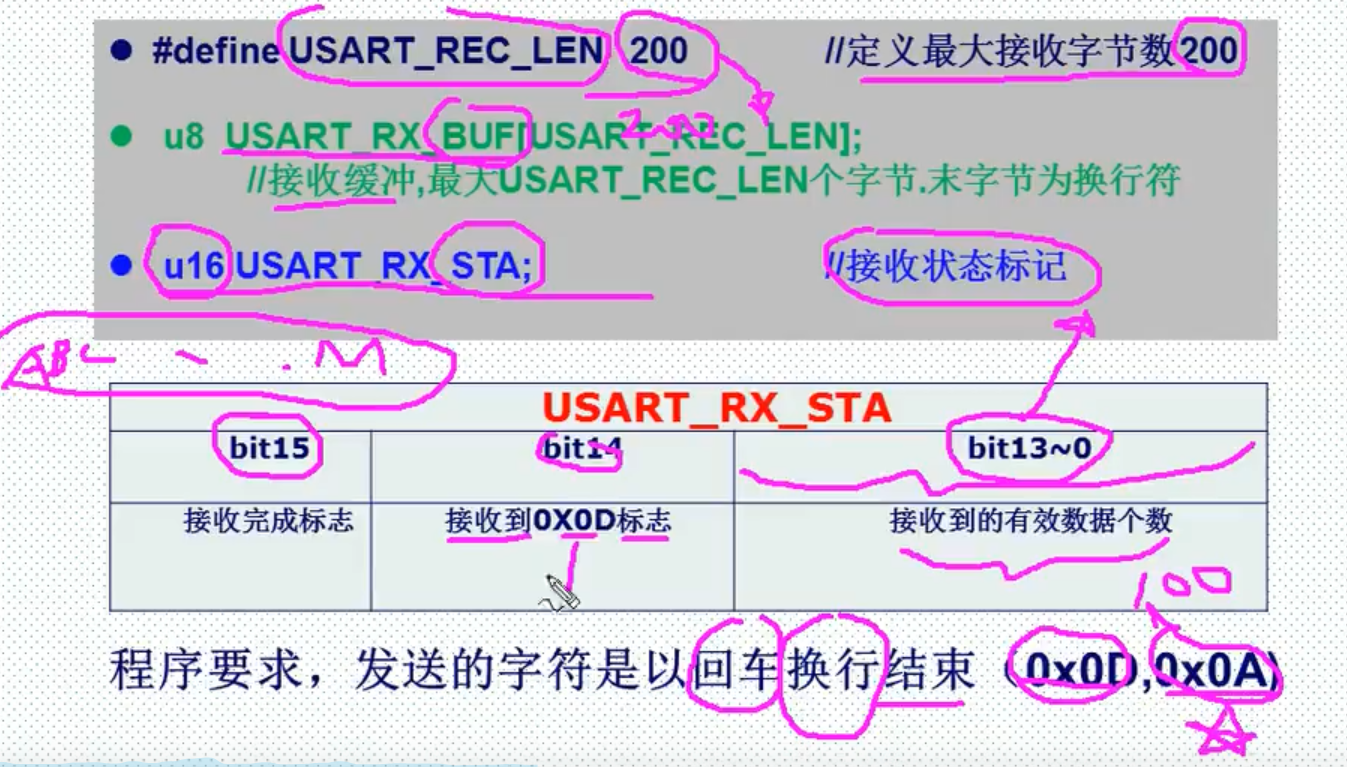 #define USART_REC_LEN 200 //定义最大接收字节数 200
u8 USART_RX_BUF[USART_REC_LEN];
200
//接收缓冲,最大USART_REC_LEN个字节.末字节为换行符
u16 USART_RX_STA; //接收状态标记
ABC M
USART_RX_STA
bit15 bit14 bit13~0
接收完成标志 接收到0X0D标志 接收到的有效数据个数
100
程序要求，发送的字符是以回车换行结束（0x0D,0x0A)